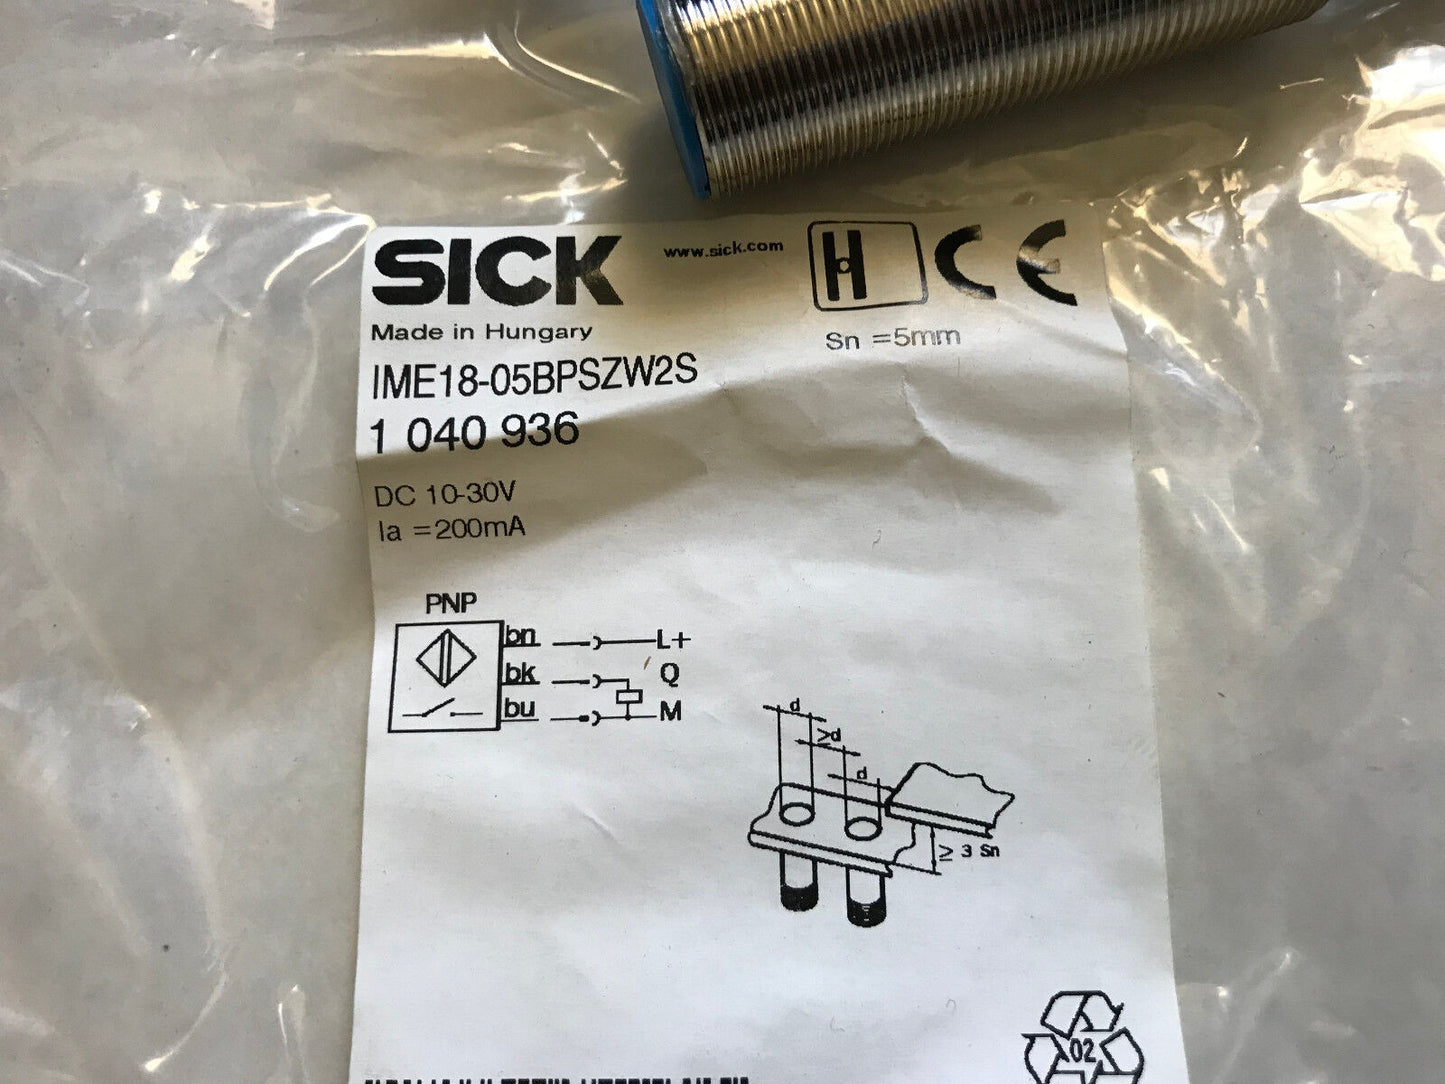 SICK www.sick.com H CE
Made in Hungary
Sn =5mm
IME18-05BPSZW2S
1 040 936
DC 10-30V
Ia =200mA
PNP
bn L+
bk Q
bu M
d
≥d
d
≥ 3 Sn
02